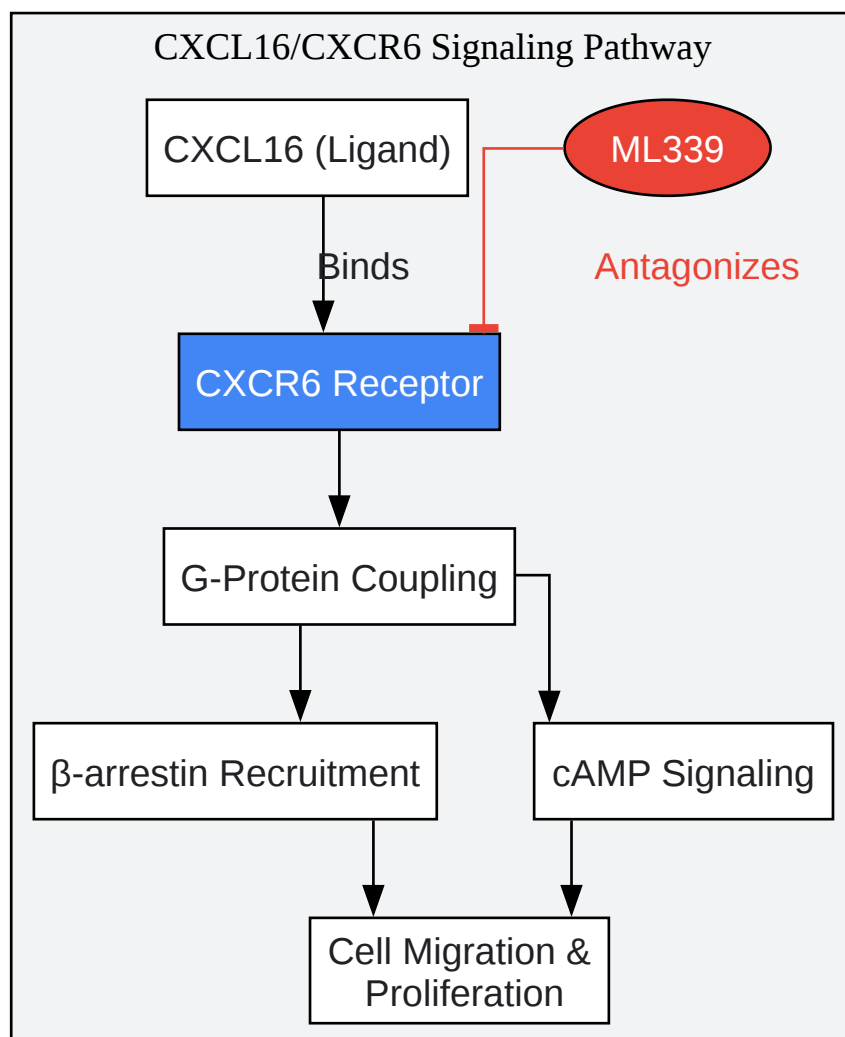 CXCL16/CXCR6 Signaling Pathway
CXCL16 (Ligand)
ML339
Binds
Antagonizes
CXCR6 Receptor
G-Protein Coupling
β-arrestin Recruitment
cAMP Signaling
Cell Migration &
Proliferation